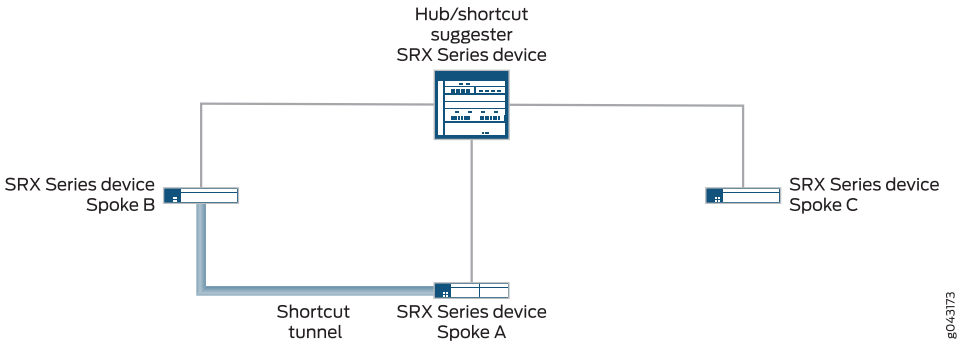 Hub/shortcut
suggester
SRX Series device
SRX Series device
Spoke B
SRX Series device
Spoke C
Shortcut
tunnel
SRX Series device
Spoke A
g043173